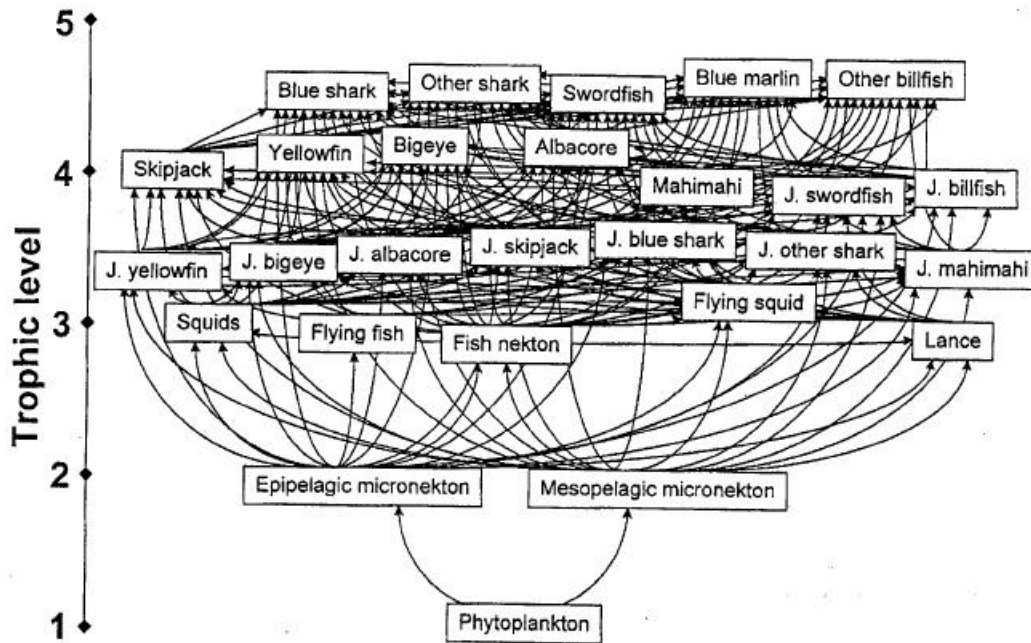 5
Blue shark
Other shark
Swordfish
Blue marlin
Other billfish
4
Skipjack
Yellowfin
Bigeye
Albacore
Mahimahi
J. swordfish
J. billfish
J. yellowfin
J. bigeye
J. albacore
J. skipjack
J. blue shark
J. other shark
J. mahimahi
3
Squids
Flying fish
Fish nekton
Flying squid
Lance
2
Epipelagic micronekton
Mesopelagic micronekton
1
Phytoplankton
Trophic level